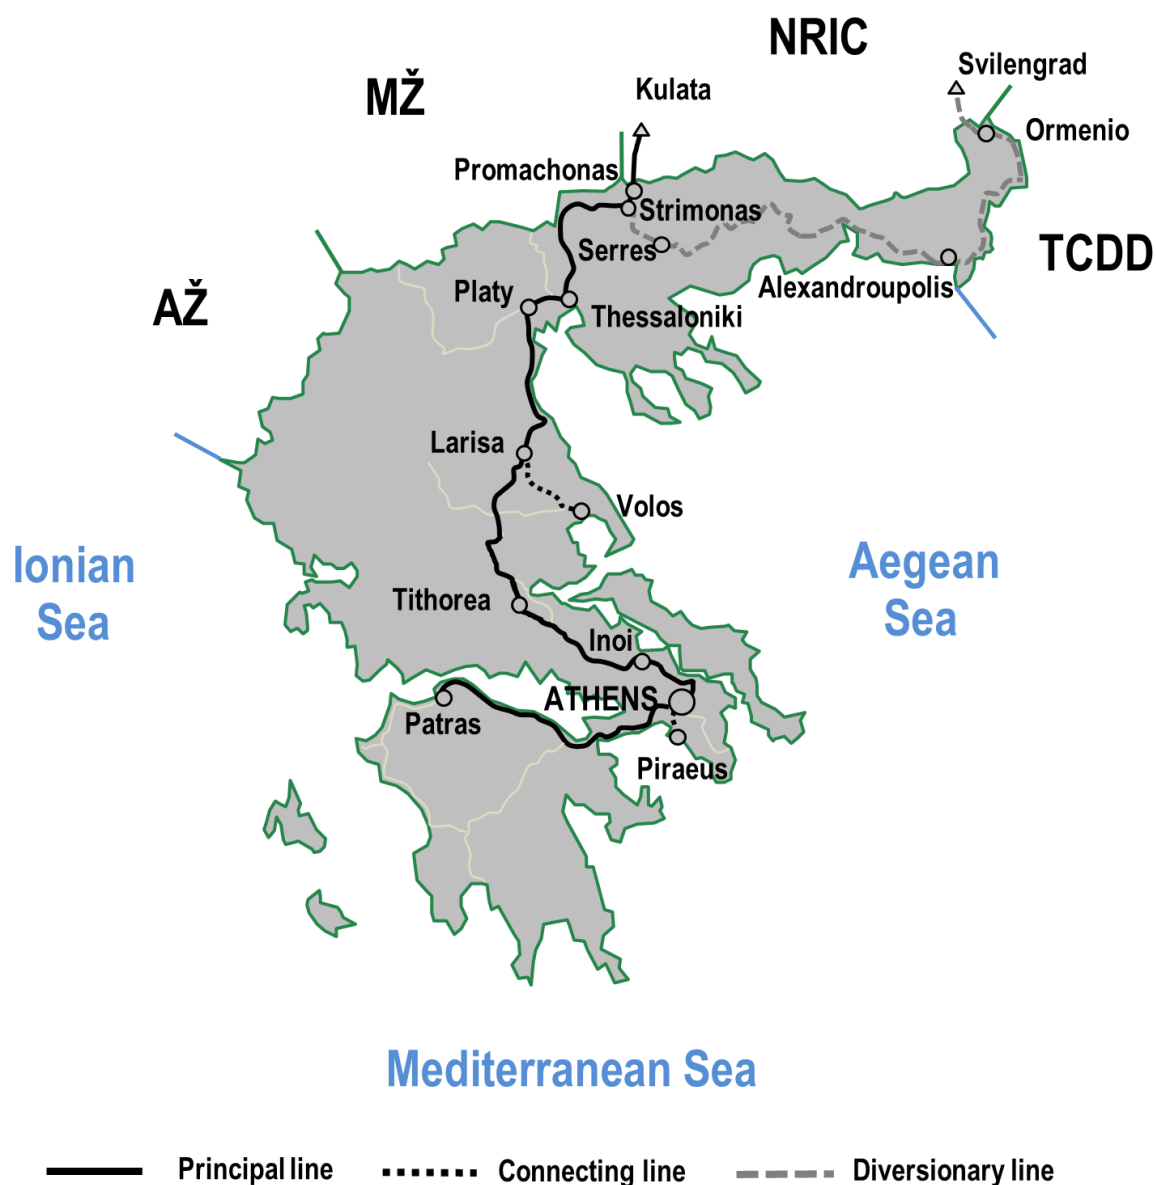 NRIC
Svilengrad
MŽ
Kulata
Ormenio
Promachonas
Strimonas
Serres
TCDD
Alexandroupolis
Platy
AŽ
Thessaloniki
Larisa
Volos
Ionian
Sea
Aegean
Sea
Tithorea
Inoi
ATHENS
Patras
Piraeus
Mediterranean Sea
Principal line
Connecting line
Diversionary line